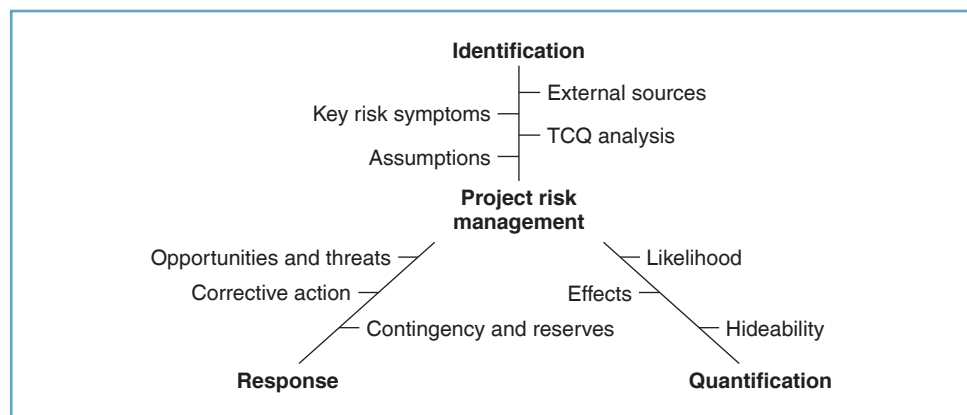 Identification
External sources
Key risk symptoms
TCQ analysis
Assumptions
Project risk
management
Opportunities and threats
Likelihood
Corrective action
Effects
Contingency and reserves
Hideability
Response
Quantification